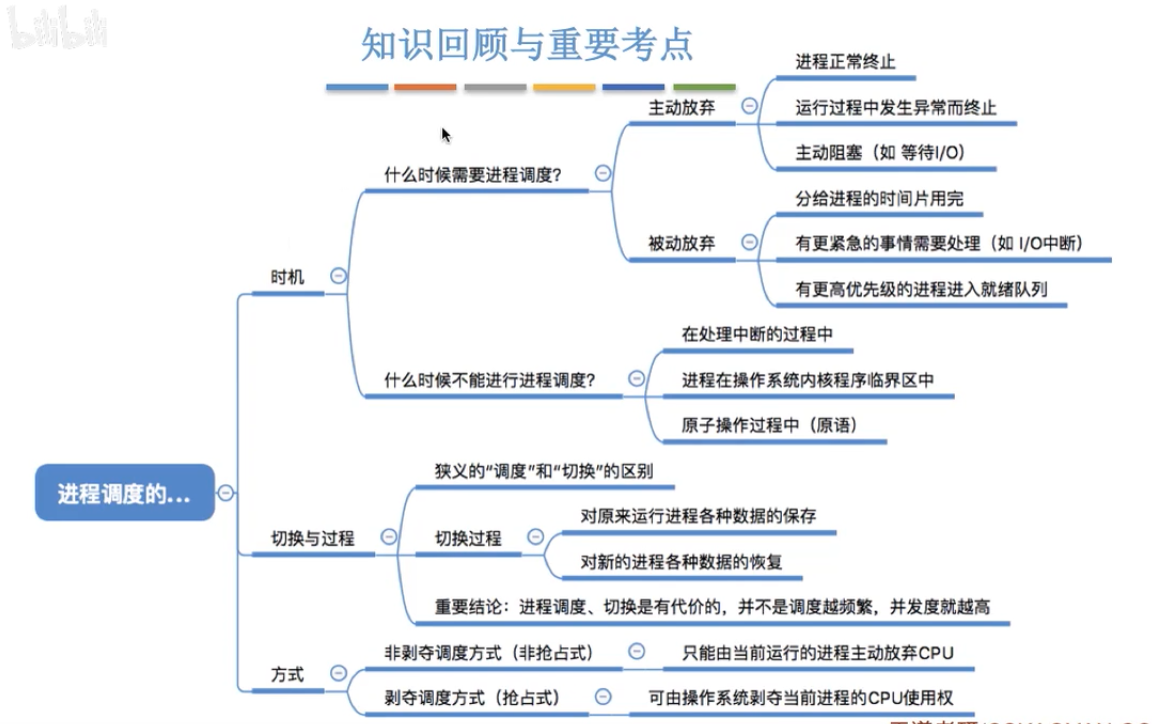 bilibili
知识回顾与重要考点
进程正常终止
主动放弃
运行过程中发生异常而终止
主动阻塞（如 等待I/O）
什么时候需要进程调度？
分给进程的时间片用完
被动放弃
有更紧急的事情需要处理（如 I/O中断）
有更高优先级的进程进入就绪队列
时机
在处理中断的过程中
什么时候不能进行进程调度？
进程在操作系统内核程序临界区中
原子操作过程中（原语）
进程调度的...
狭义的“调度”和“切换”的区别
切换与过程
切换过程
对原来运行进程各种数据的保存
对新的进程各种数据的恢复
重要结论：进程调度、切换是有代价的，并不是调度越频繁，并发度就越高
方式
非剥夺调度方式（非抢占式）
只能由当前运行的进程主动放弃CPU
剥夺调度方式（抢占式）
可由操作系统剥夺当前进程的CPU使用权